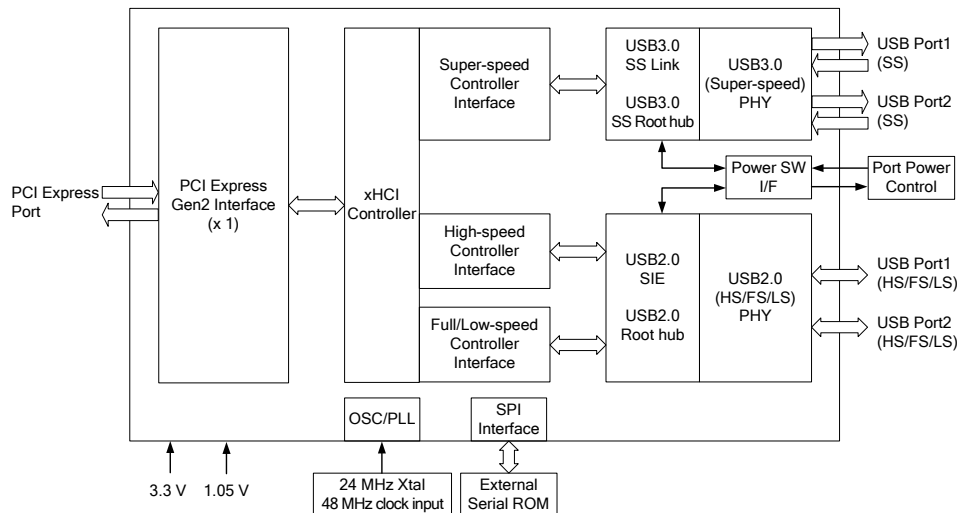 PCI Express
Port
PCI Express
Gen2 Interface
(x 1)
xHCI
Controller
Super-speed
Controller
Interface
High-speed
Controller
Interface
Full/Low-speed
Controller
Interface
USB3.0
SS Link
USB3.0
SS Root hub
USB3.0
(Super-speed)
PHY
USB Port1
(SS)
USB Port2
(SS)
Power SW
I/F
Port Power
Control
USB2.0
SIE
USB2.0
Root hub
USB2.0
(HS/FS/LS)
PHY
USB Port1
(HS/FS/LS)
USB Port2
(HS/FS/LS)
OSC/PLL
SPI
Interface
3.3 V
1.05 V
24 MHz Xtal
48 MHz clock input
External
Serial ROM